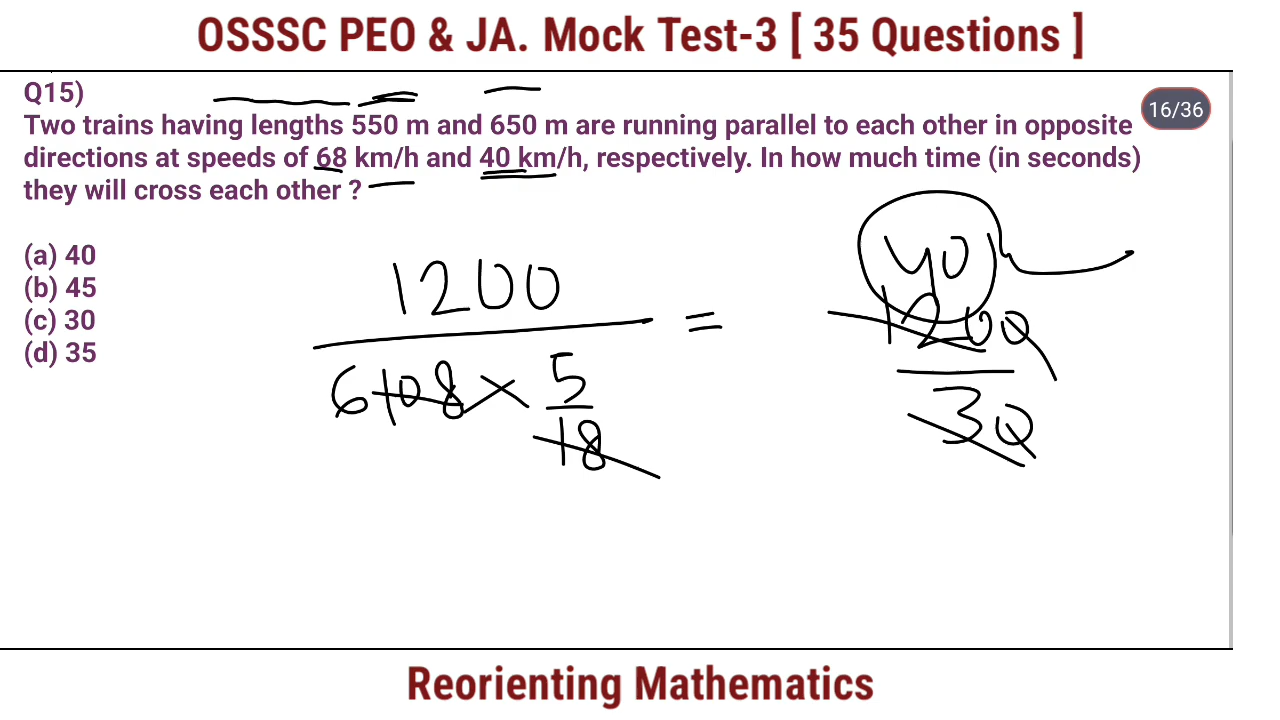 OSSSC PEO & JA. Mock Test-3 [ 35 Questions ]
Q15)
16/36
Two trains having lengths 550 m and 650 m are running parallel to each other in opposite
directions at speeds of 68 km/h and 40 km/h, respectively. In how much time (in seconds)
they will cross each other ?
(a) 40
(b) 45
(c) 30
(d) 35
1200
6 108 × 5
18
=
40
1200
30
Reorienting Mathematics